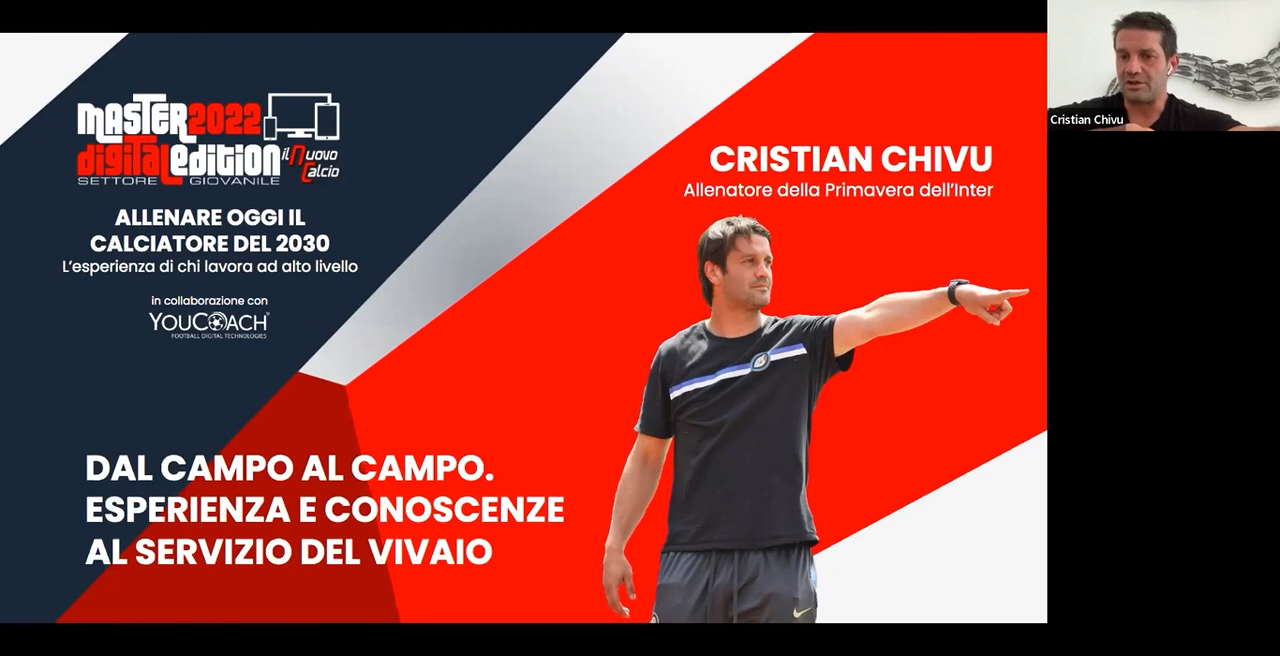 MASTER2022
digital edition il Nuovo Calcio
SETTORE GIOVANILE
ALLENARE OGGI IL
CALCIATORE DEL 2030
L'esperienza di chi lavora ad alto livello
in collaborazione con
YOUCOACH®
FOOTBALL DIGITAL TECHNOLOGIES
CRISTIAN CHIVU
Allenatore della Primavera dell'Inter
DAL CAMPO AL CAMPO.
ESPERIENZA E CONOSCENZE
AL SERVIZIO DEL VIVAIO
Cristian Chivu